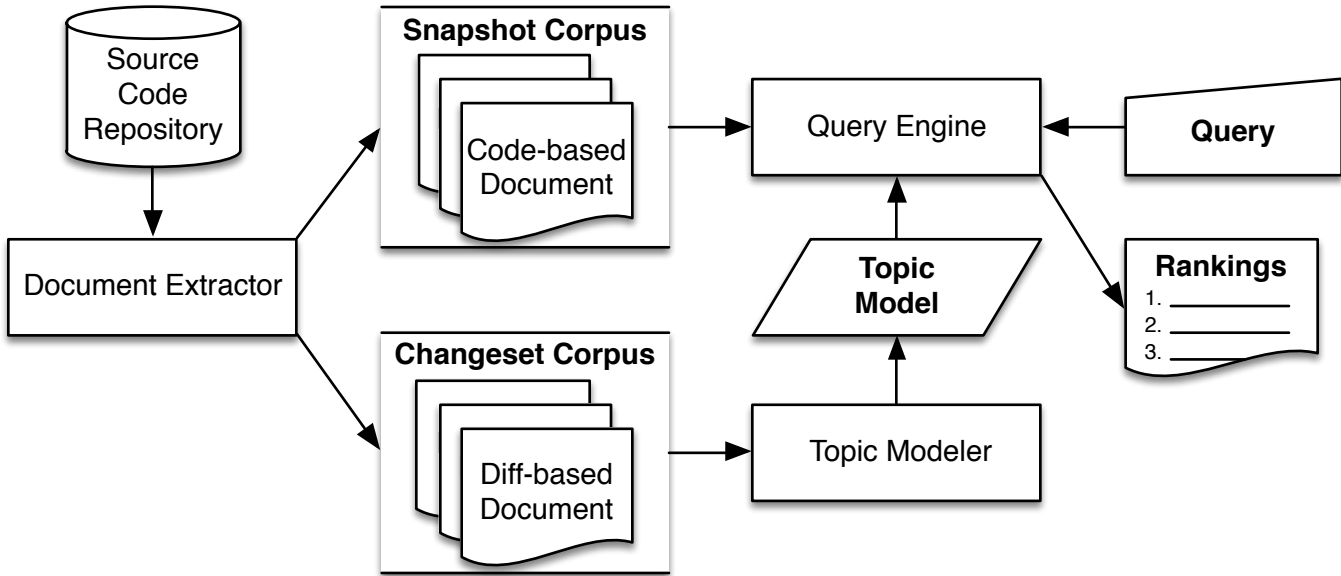 Source
Code
Repository
Document Extractor
Snapshot Corpus
Code-based
Document
Changeset Corpus
Diff-based
Document
Query Engine
Query
Topic
Model
Topic Modeler
Rankings
1.
2.
3.